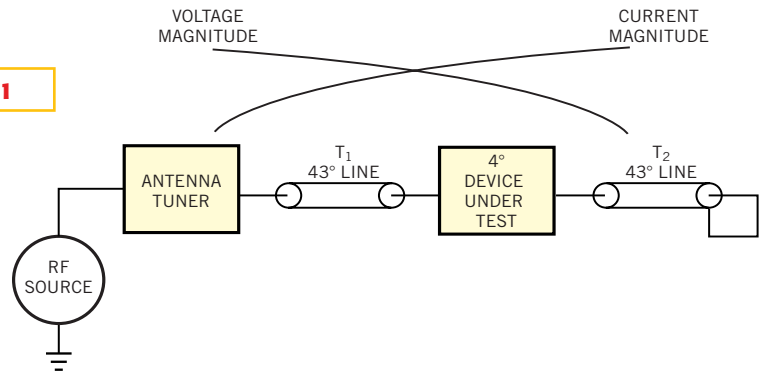 VOLTAGE
MAGNITUDE
CURRENT
MAGNITUDE
1
ANTENNA
TUNER
T1
43° LINE
4°
DEVICE
UNDER
TEST
T2
43° LINE
RF
SOURCE